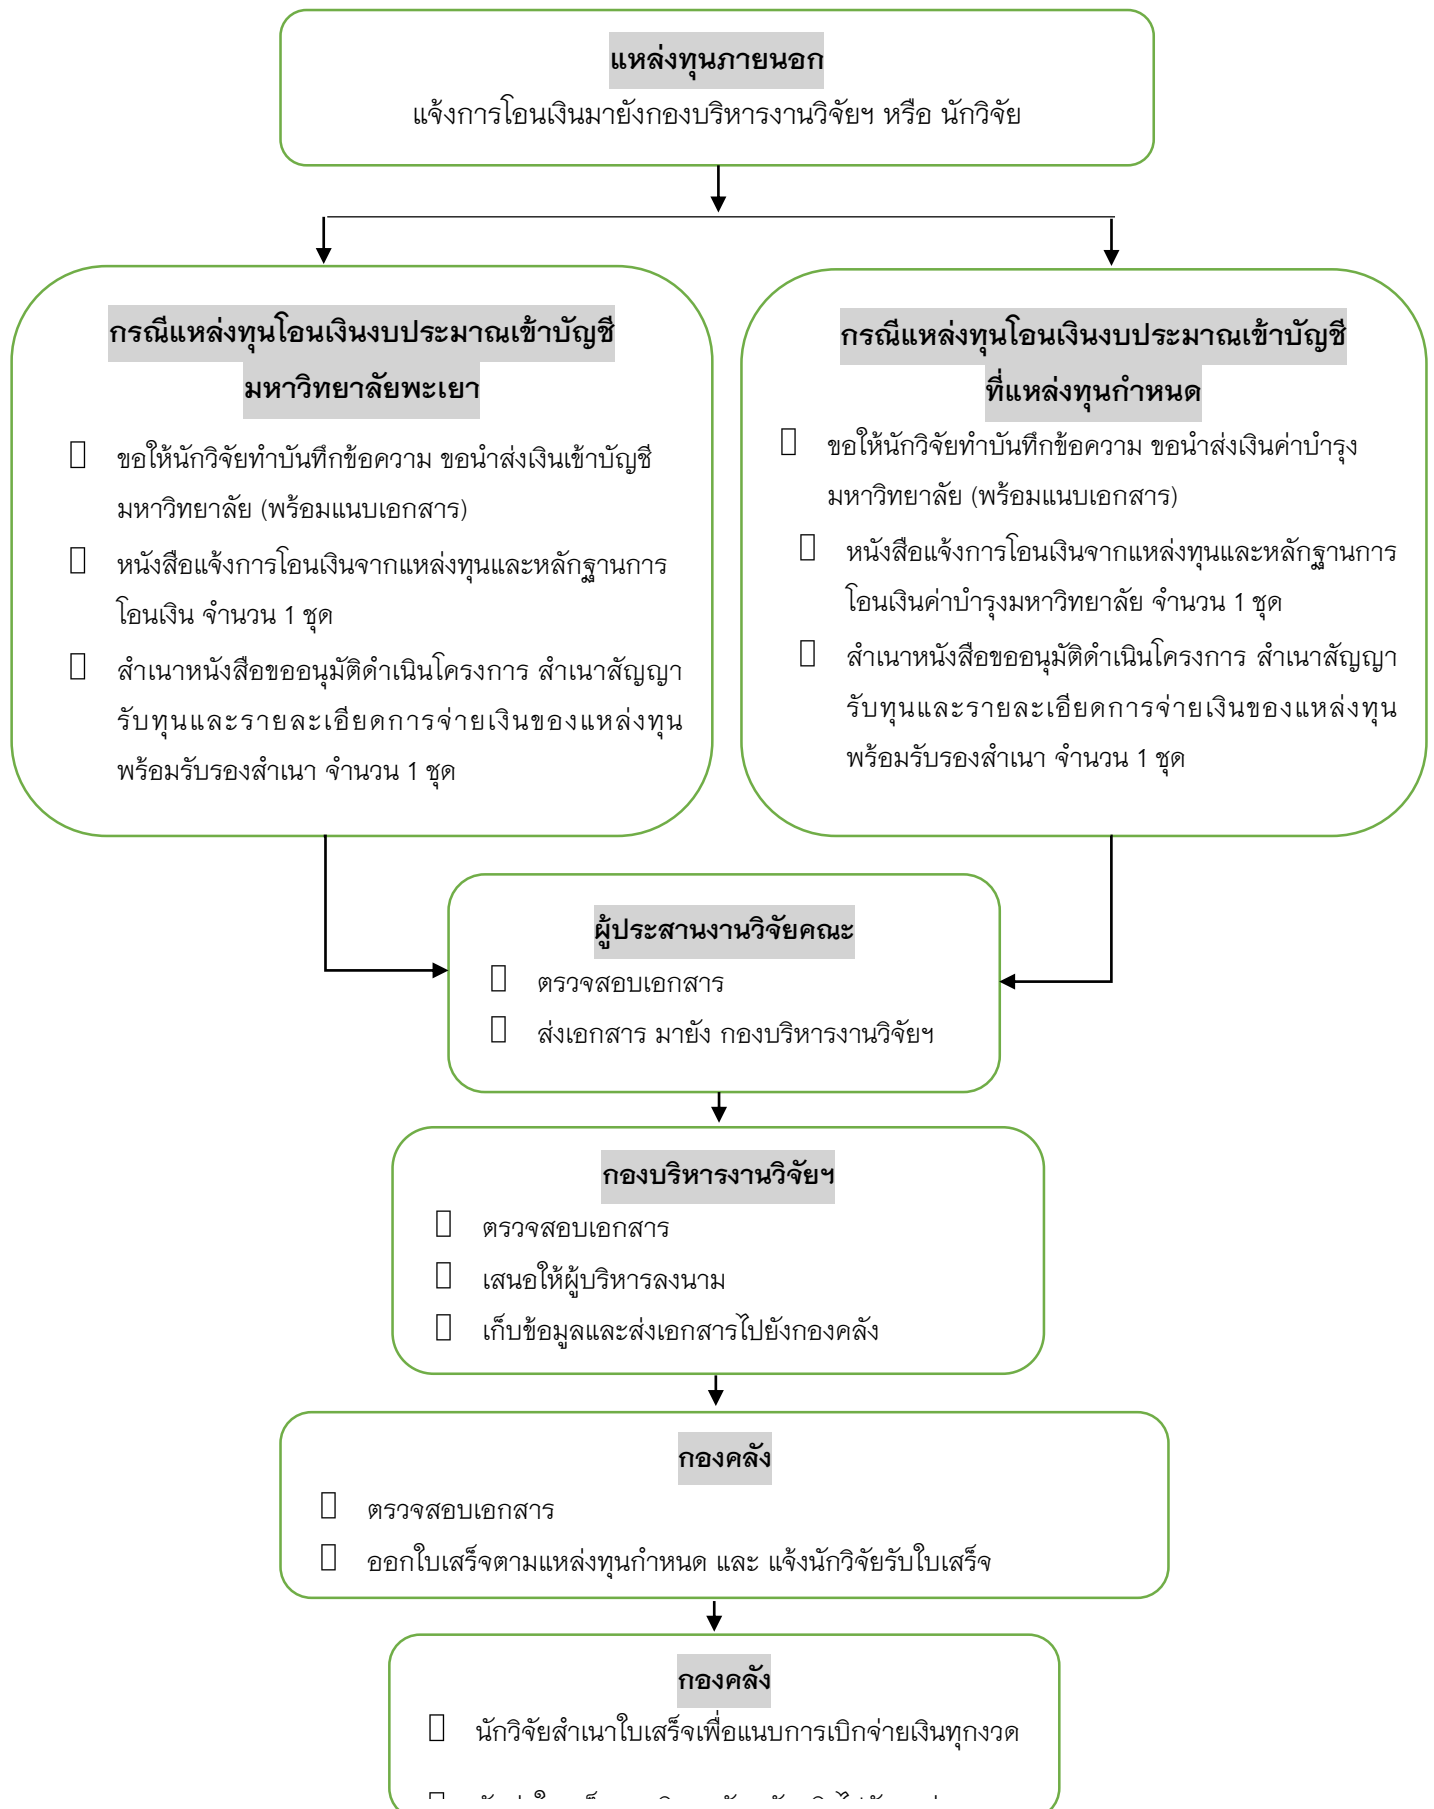 แหล่งทุนภายนอก
แจ้งการโอนเงินมายังกองบริหารงานวิจัยฯ หรือ นักวิจัย
กรณีแหล่งทุนโอนเงินงบประมาณเข้าบัญชี
มหาวิทยาลัยพะเยา
ขอให้นักวิจัยทำบันทึกข้อความ ขอนำส่งเงินเข้าบัญชี
มหาวิทยาลัย (พร้อมแนบเอกสาร)
หนังสือแจ้งการโอนเงินจากแหล่งทุนและหลักฐานการ
โอนเงิน จำนวน 1 ชุด
สำเนาหนังสือขออนุมัติดำเนินโครงการ สำเนาสัญญา
รับทุนและรายละเอียดการจ่ายเงินของแหล่งทุน
พร้อมรับรองสำเนา จำนวน 1 ชุด
กรณีแหล่งทุนโอนเงินงบประมาณเข้าบัญชี
ที่แหล่งทุนกำหนด
ขอให้นักวิจัยทำบันทึกข้อความ ขอนำส่งเงินค่าบำรุง
มหาวิทยาลัย (พร้อมแนบเอกสาร)
หนังสือแจ้งการโอนเงินจากแหล่งทุนและหลักฐานการ
โอนเงินค่าบำรุงมหาวิทยาลัย จำนวน 1 ชุด
สำเนาหนังสือขออนุมัติดำเนินโครงการ สำเนาสัญญา
รับทุนและรายละเอียดการจ่ายเงินของแหล่งทุน
พร้อมรับรองสำเนา จำนวน 1 ชุด
ผู้ประสานงานวิจัยคณะ
ตรวจสอบเอกสาร
ส่งเอกสาร มายัง กองบริหารงานวิจัยฯ
กองบริหารงานวิจัยฯ
ตรวจสอบเอกสาร
เสนอให้ผู้บริหารลงนาม
เก็บข้อมูลและส่งเอกสารไปยังกองคลัง
กองคลัง
ตรวจสอบเอกสาร
ออกใบเสร็จตามแหล่งทุนกำหนด และ แจ้งนักวิจัยรับใบเสร็จ
กองคลัง
นักวิจัยสำเนาใบเสร็จเพื่อแนบการเบิกจ่ายเงินทุกงวด